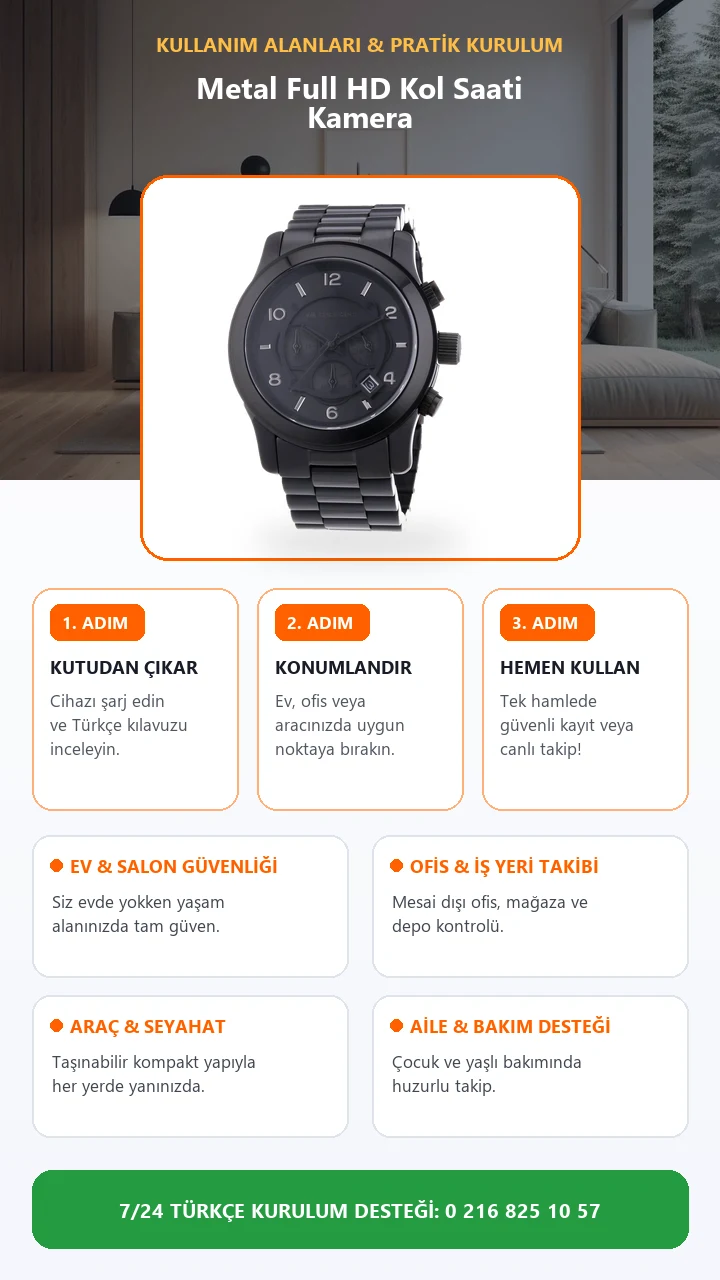 KULLANIM ALANLARI & PRATİK KURULUM
Metal Full HD Kol Saati
Kamera
12
10
2
8
4
6
1. ADIM
KUTUDAN ÇIKAR
Cihazı şarj edin
ve Türkçe kılavuzu
inceleyin.
2. ADIM
KONUMLANDIR
Ev, ofis veya
aracınızda uygun
noktaya bırakın.
3. ADIM
HEMEN KULLAN
Tek hamlede
güvenli kayıt veya
canlı takip!
EV & SALON GÜVENLİĞİ
Siz evde yokken yaşam
alanınızda tam güven.
OFİS & İŞ YERİ TAKİBİ
Mesai dışı ofis, mağaza ve
depo kontrolü.
ARAÇ & SEYAHAT
Taşınabilir kompakt yapıyla
her yerde yanınızda.
AİLE & BAKIM DESTEĞİ
Çocuk ve yaşlı bakımında
huzurlu takip.
7/24 TÜRKÇE KURULUM DESTEĞİ: 0 216 825 10 57